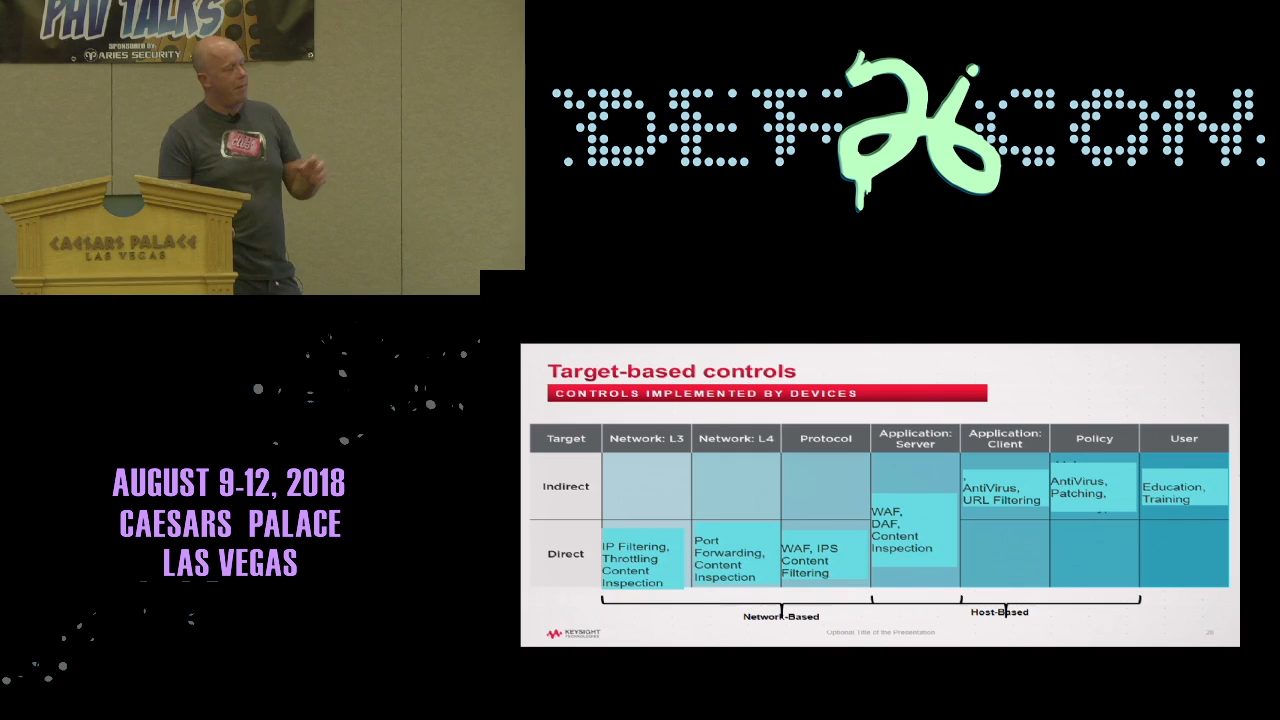 PHV TALKS
SPONSORED BY:
ARIES SECURITY
CAESARS PALACE
LAS VEGAS
DEF CON
26
AUGUST 9-12, 2018
CAESARS PALACE
LAS VEGAS
Target-based controls
CONTROLS IMPLEMENTED BY DEVICES
Target
Network: L3
Network: L4
Protocol
Application:
Server
Application:
Client
Policy
User
Indirect
AntiVirus,
URL Filtering
AntiVirus,
Patching,
Education,
Training
WAF,
DAF,
Content
Inspection
Direct
IP Filtering,
Throttling
Content
Inspection
Port
Forwarding,
Content
Inspection
WAF, IPS
Content
Filtering
Network-Based
Host-Based
KEYSIGHT
TECHNOLOGIES
Optional Title of the Presentation